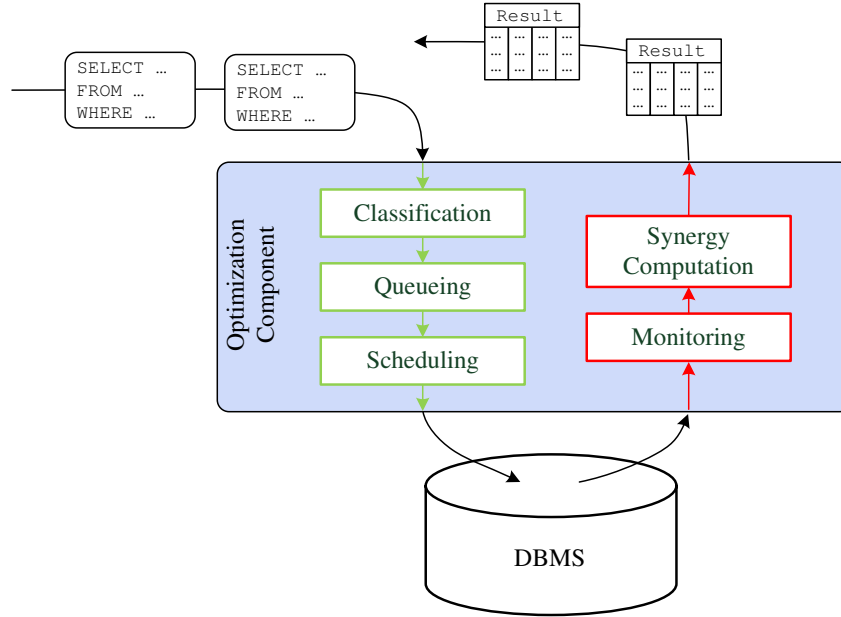 SELECT …
FROM …
WHERE …
SELECT …
FROM …
WHERE …
Result
… … … …
… … … …
… … … …
Result
… … … …
… … … …
… … … …
Optimization
Component
Classification
Queueing
Scheduling
Synergy
Computation
Monitoring
DBMS